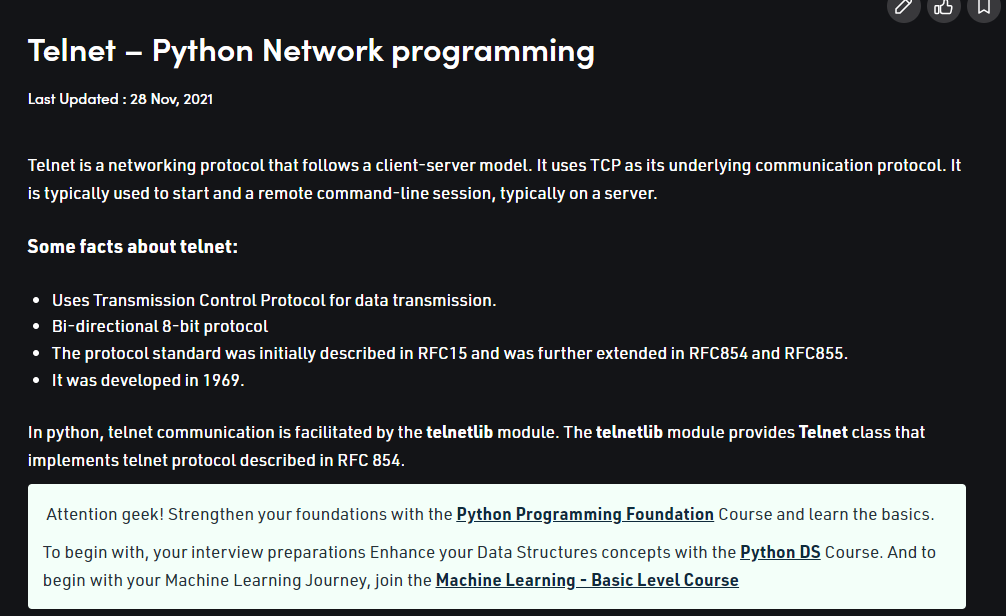 Telnet – Python Network programming
Last Updated : 28 Nov, 2021
Telnet is a networking protocol that follows a client-server model. It uses TCP as its underlying communication protocol. It
is typically used to start and a remote command-line session, typically on a server.
Some facts about telnet:
• Uses Transmission Control Protocol for data transmission.
• Bi-directional 8-bit protocol
• The protocol standard was initially described in RFC15 and was further extended in RFC854 and RFC855.
• It was developed in 1969.
In python, telnet communication is facilitated by the telnetlib module. The telnetlib module provides Telnet class that
implements telnet protocol described in RFC 854.
Attention geek! Strengthen your foundations with the Python Programming Foundation Course and learn the basics.
To begin with, your interview preparations Enhance your Data Structures concepts with the Python DS Course. And to
begin with your Machine Learning Journey, join the Machine Learning - Basic Level Course